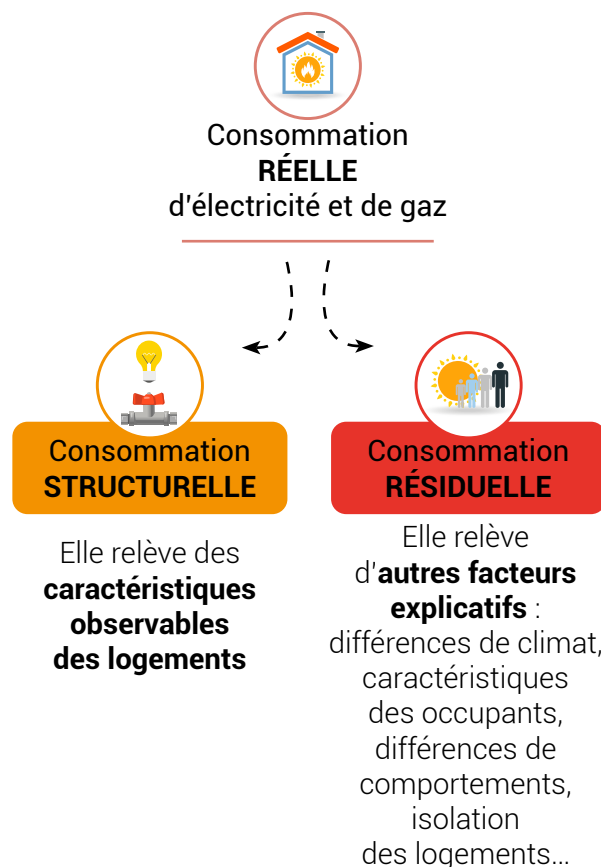 Consommation
RÉELLE
d'électricité et de gaz
Consommation
STRUCTURELLE
Elle relève des
caractéristiques
observables
des logements
Consommation
RÉSIDUELLE
Elle relève
d'autres facteurs
explicatifs :
différences de climat,
caractéristiques
des occupants,
différences de
comportements,
isolation
des logements...